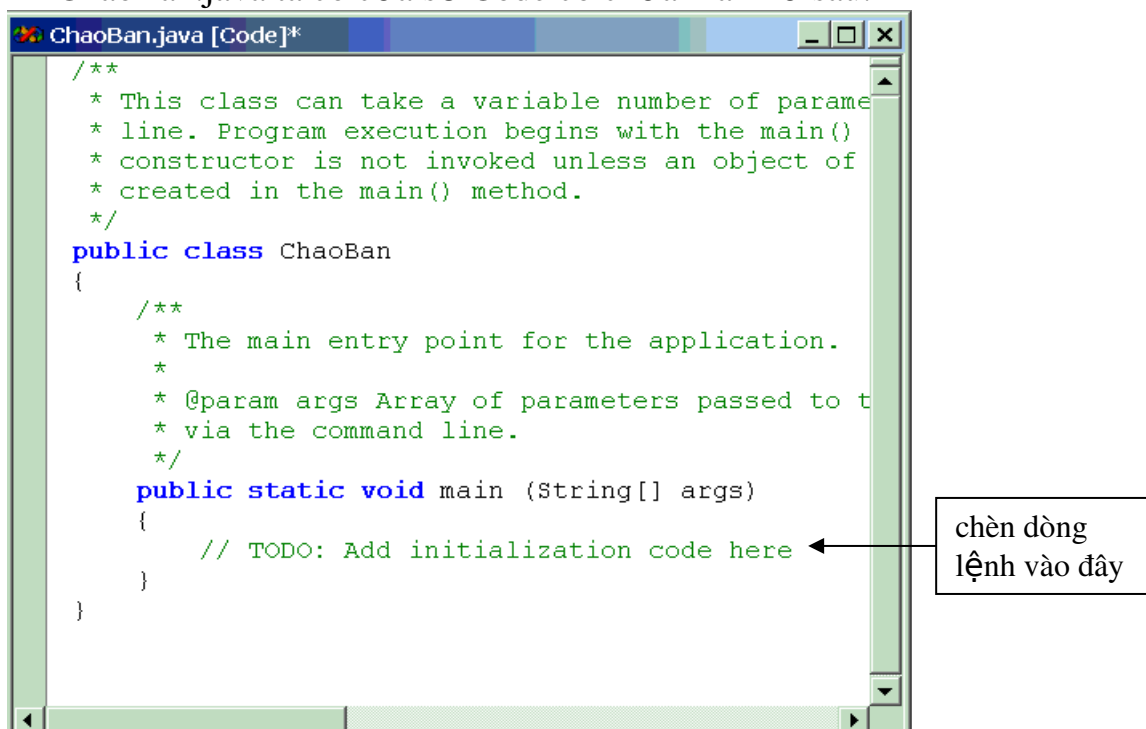 ChaoBan.java [Code]*
/**
* This class can take a variable number of parame
* line. Program execution begins with the main()
* constructor is not invoked unless an object of
* created in the main() method.
*/
public class ChaoBan
{
/**
* The main entry point for the application.
*
* @param args Array of parameters passed to t
* via the command line.
*/
public static void main (String[] args)
{
// TODO: Add initialization code here
}
}
chèn dòng
lệnh vào đây